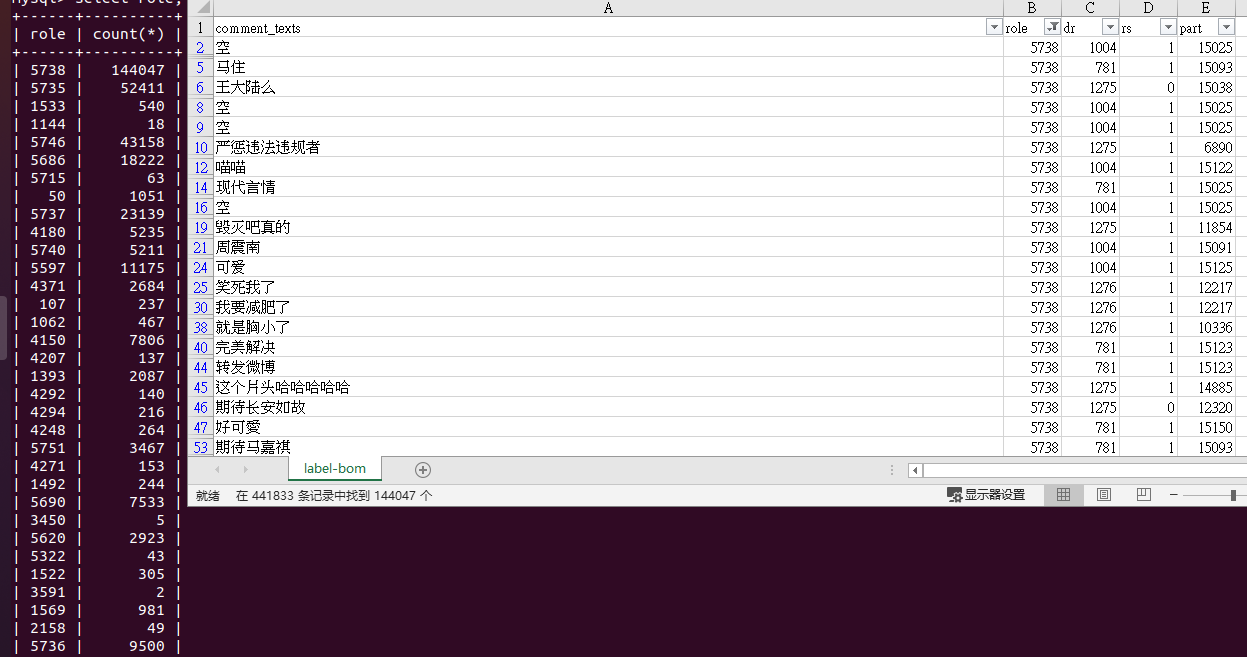 mysql> select role,
+------+----------+
| role | count(*) |
+------+----------+
| 5738 | 144047 |
| 5735 | 52411 |
| 1533 | 540 |
| 1144 | 18 |
| 5746 | 43158 |
| 5686 | 18222 |
| 5715 | 63 |
| 50 | 1051 |
| 5737 | 23139 |
| 4180 | 5235 |
| 5740 | 5211 |
| 5597 | 11175 |
| 4371 | 2684 |
| 107 | 237 |
| 1062 | 467 |
| 4150 | 7806 |
| 4207 | 137 |
| 1393 | 2087 |
| 4292 | 140 |
| 4294 | 216 |
| 4248 | 264 |
| 5751 | 3467 |
| 4271 | 153 |
| 1492 | 244 |
| 5690 | 7533 |
| 3450 | 5 |
| 5620 | 2923 |
| 5322 | 43 |
| 1522 | 305 |
| 3591 | 2 |
| 1569 | 981 |
| 2158 | 49 |
| 5736 | 9500 |
A B C D E
1 comment_texts role dr rs part
2 空 5738 1004 1 15025
5 马住 5738 781 1 15093
6 王大陆么 5738 1275 0 15038
8 空 5738 1004 1 15025
9 空 5738 1004 1 15025
10 严惩违法违规者 5738 1275 1 6890
12 喵喵 5738 1004 1 15122
14 现代言情 5738 781 1 15025
16 空 5738 1004 1 15025
19 毁灭吧真的 5738 1275 1 11854
21 周震南 5738 1004 1 15091
24 可爱 5738 1004 1 15125
25 笑死我了 5738 1276 1 12217
30 我要减肥了 5738 1276 1 12217
38 就是胸小了 5738 1276 1 10336
40 完美解决 5738 781 1 15123
44 转发微博 5738 781 1 15123
45 这个片头哈哈哈哈哈 5738 1275 1 14885
46 期待长安如故 5738 1275 0 12320
47 好可愛 5738 781 1 15150
53 期待马嘉祺 5738 781 1 15093
label-bom
就绪 在 441833 条记录中找到 144047 个 显示器设置